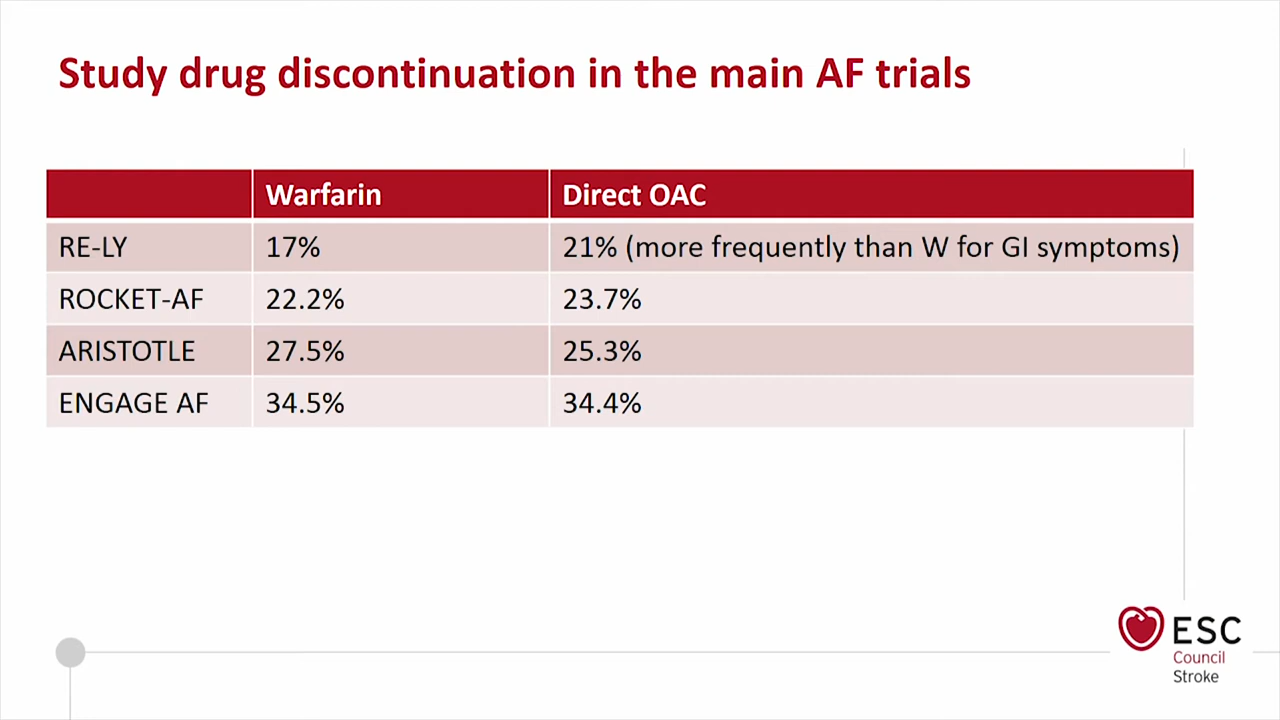 Study drug discontinuation in the main AF trials
Warfarin Direct OAC
RE-LY 17% 21% (more frequently than W for GI symptoms)
ROCKET-AF 22.2% 23.7%
ARISTOTLE 27.5% 25.3%
ENGAGE AF 34.5% 34.4%
ESC
Council
Stroke